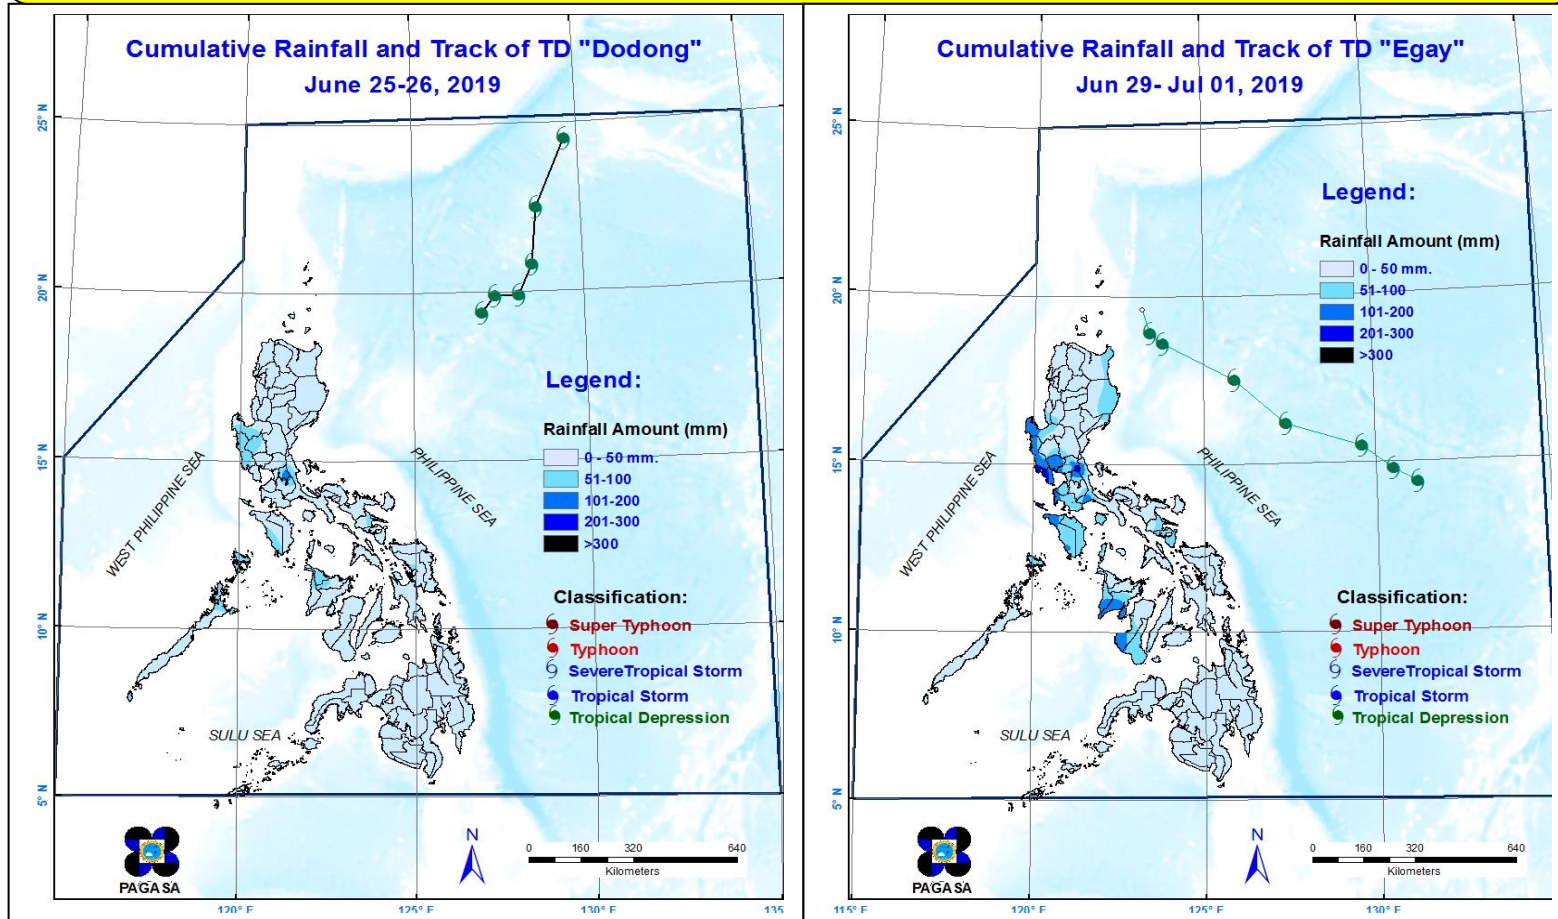 Cumulative Rainfall and Track of TD "Dodong"
June 25-26, 2019
25° N
20° N
15° N
10° N
5° N
Legend:
Rainfall Amount (mm)
0 - 50 mm.
51-100
101-200
201-300
>300
Classification:
Super Typhoon
Typhoon
SevereTropical Storm
Tropical Storm
Tropical Depression
WEST PHILIPPINE SEA
PHILIPPINE SEA
SULU SEA
PAGASA
N
0 160 320 640
Kilometers
120° E 125° E 130° E 135
Cumulative Rainfall and Track of TD "Egay"
Jun 29- Jul 01, 2019
25° N
20° N
15° N
10° N
5° N
Legend:
Rainfall Amount (mm)
0 - 50 mm.
51-100
101-200
201-300
>300
Classification:
Super Typhoon
Typhoon
SevereTropical Storm
Tropical Storm
Tropical Depression
WEST PHILIPPINE SEA
PHILIPPINE SEA
SULU SEA
PAGASA
N
0 160 320 640
Kilometers
115° E 120° E 125° E 130° E